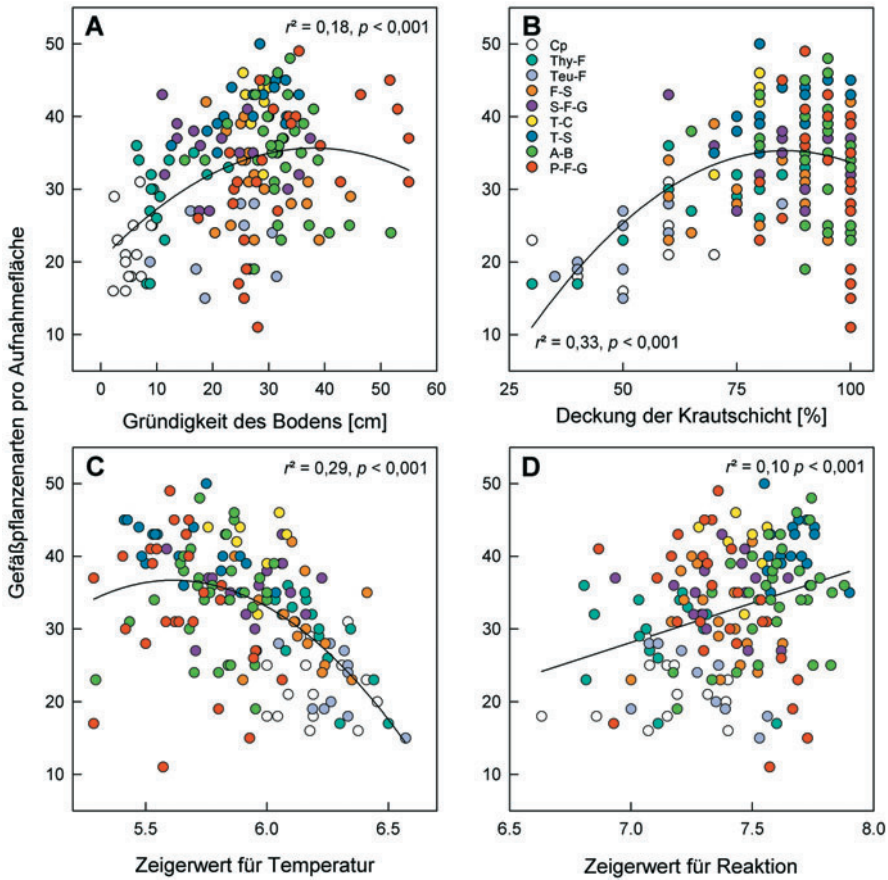 Gefäßpflanzenarten pro Aufnahmefläche
A
r² = 0,18, p < 0,001
50
40
30
20
10
0 10 20 30 40 50 60
Gründigkeit des Bodens [cm]
B
Cp
Thy-F
Teu-F
F-S
S-F-G
T-C
T-S
A-B
P-F-G
r² = 0,33, p < 0,001
50
40
30
20
10
25 50 75 100
Deckung der Krautschicht [%]
C
r² = 0,29, p < 0,001
50
40
30
20
10
5.5 6.0 6.5
Zeigerwert für Temperatur
D
r² = 0,10 p < 0,001
50
40
30
20
10
6.5 7.0 7.5 8.0
Zeigerwert für Reaktion